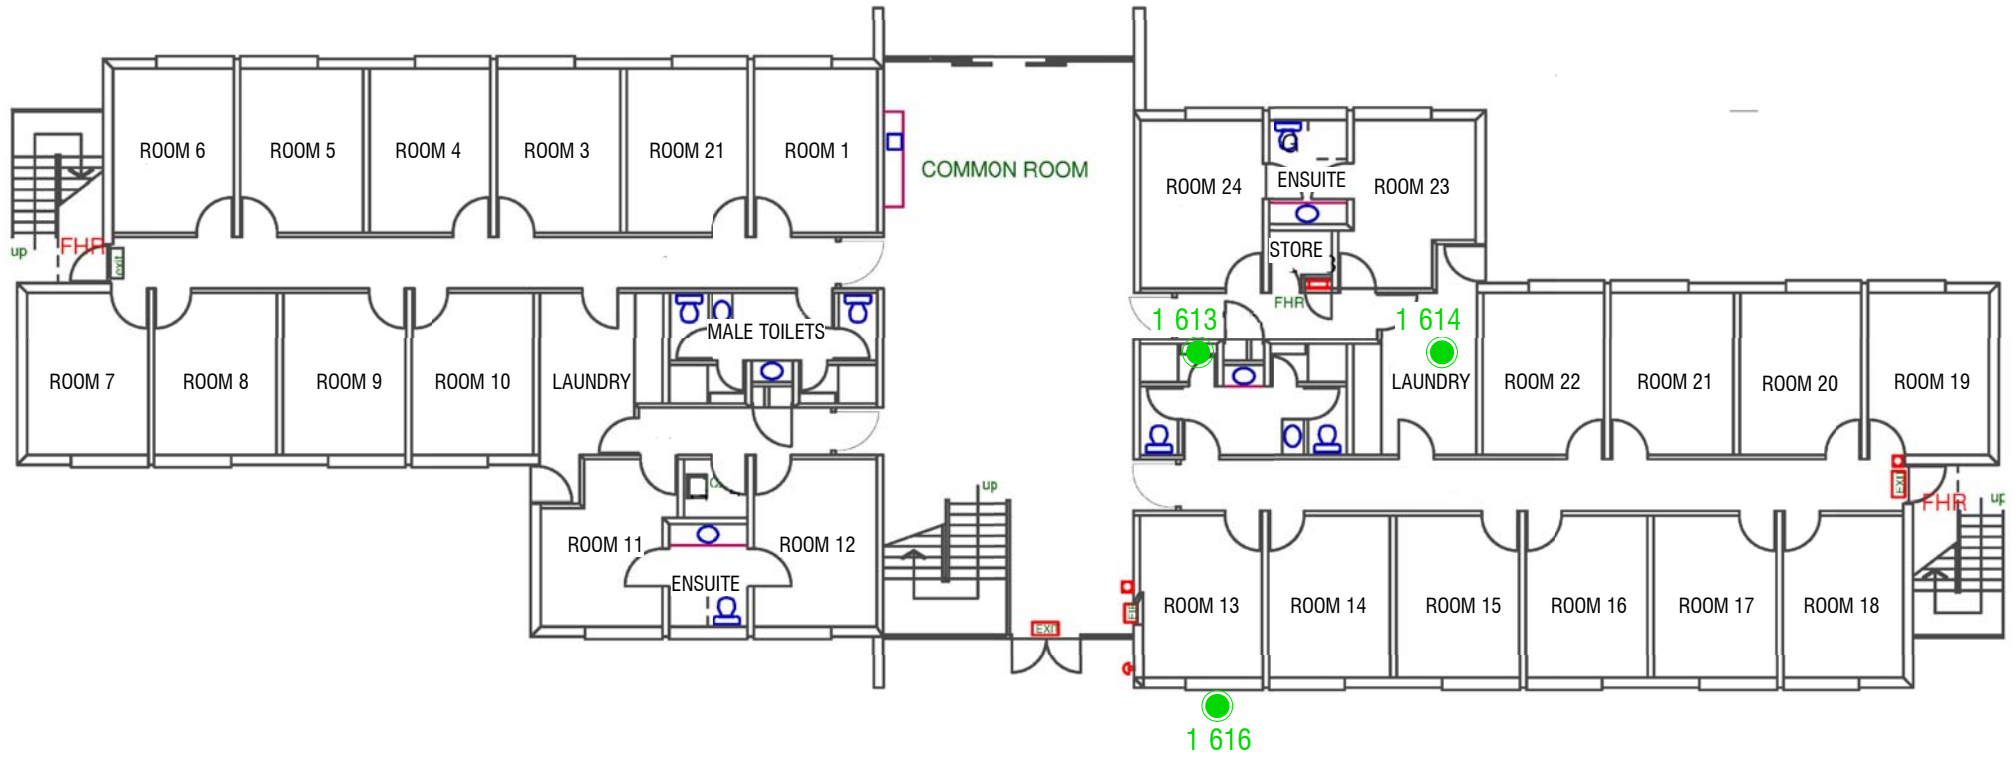 ROOM 6
ROOM 5
ROOM 4
ROOM 3
ROOM 21
ROOM 1
COMMON ROOM
ROOM 24
ENSUITE
ROOM 23
up
FHR
exit
STORE
FHR
1 613
1 614
MALE TOILETS
ROOM 7
ROOM 8
ROOM 9
ROOM 10
LAUNDRY
LAUNDRY
ROOM 22
ROOM 21
ROOM 20
ROOM 19
up
EXIT
FHR
up
ROOM 11
ROOM 12
ENSUITE
ROOM 13
ROOM 14
ROOM 15
ROOM 16
ROOM 17
ROOM 18
EXIT
1 616